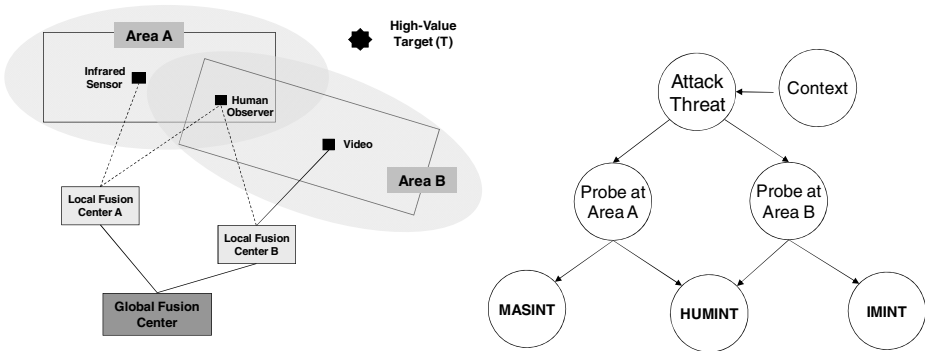 Area A
High-Value
Target (T)
Infrared
Sensor
Human
Observer
Video
Area B
Local Fusion
Center A
Local Fusion
Center B
Global Fusion
Center
Attack
Threat
Context
Probe at
Area A
Probe at
Area B
MASINT
HUMINT
IMINT